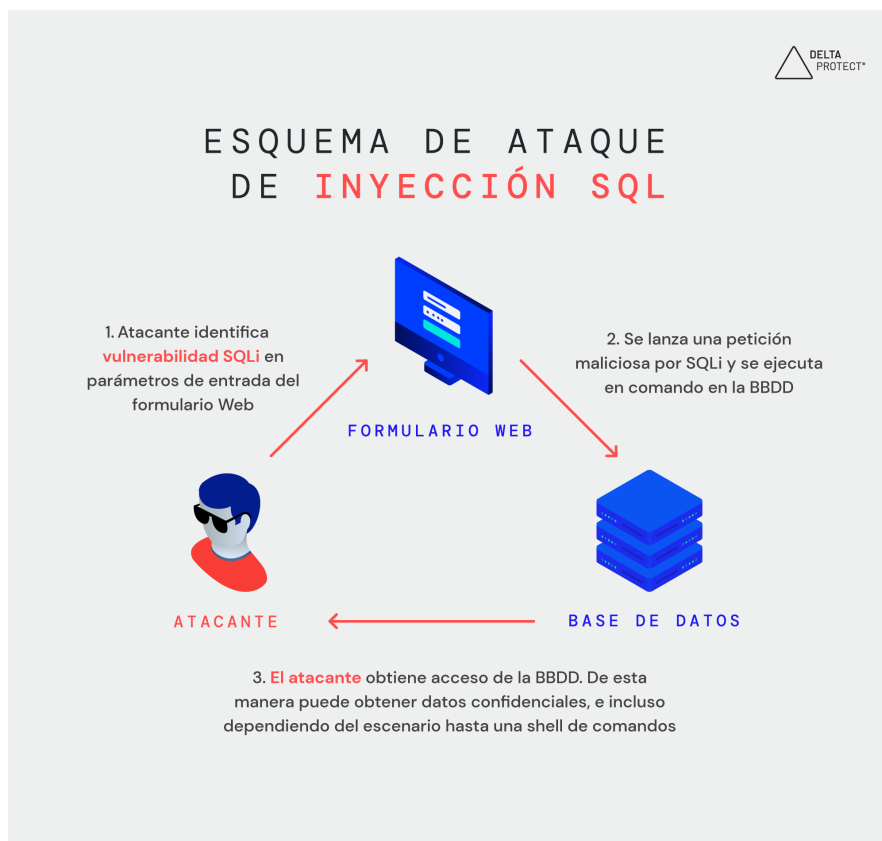 DELTA
PROTECT®
ESQUEMA DE ATAQUE
DE INYECCIÓN SQL
1. Atacante identifica
vulnerabilidad SQLi en
parámetros de entrada del
formulario Web
2. Se lanza una petición
maliciosa por SQLi y se ejecuta
en comando en la BBDD
FORMULARIO WEB
ATACANTE
BASE DE DATOS
3. El atacante obtiene acceso de la BBDD. De esta
manera puede obtener datos confidenciales, e incluso
dependiendo del escenario hasta una shell de comandos